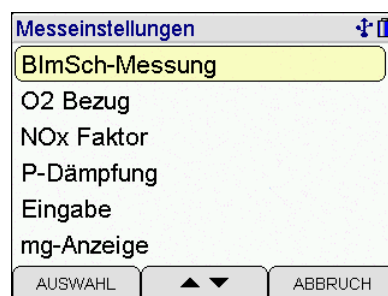 Messeinstellungen
BImSch-Messung
O2 Bezug
NOx Faktor
P-Dämpfung
Eingabe
mg-Anzeige
AUSWAHL ABBRUCH